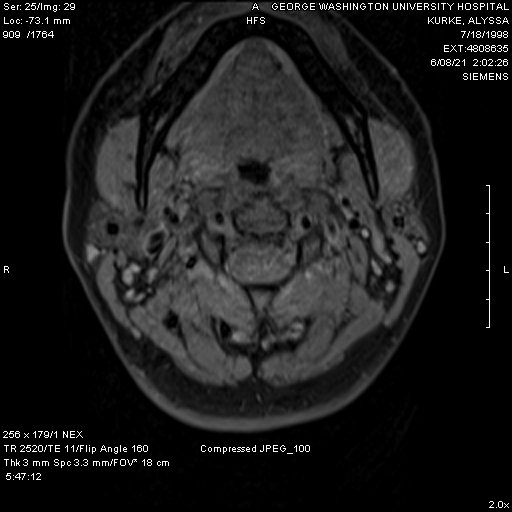 Ser: 25/Img: 29
Loc: -73.1 mm
909 /1764
A
HFS
GEORGE WASHINGTON UNIVERSITY HOSPITAL
KURKE, ALYSSA
7/18/1998
EXT:4808635
6/08/21 2:02:26
SIEMENS
R
L
256 x 179/1 NEX
TR 2520/TE 11/Flip Angle 160
Thk 3 mm Spc 3.3 mm/FOV* 18 cm
5:47:12
Compressed JPEG_100
2.0x